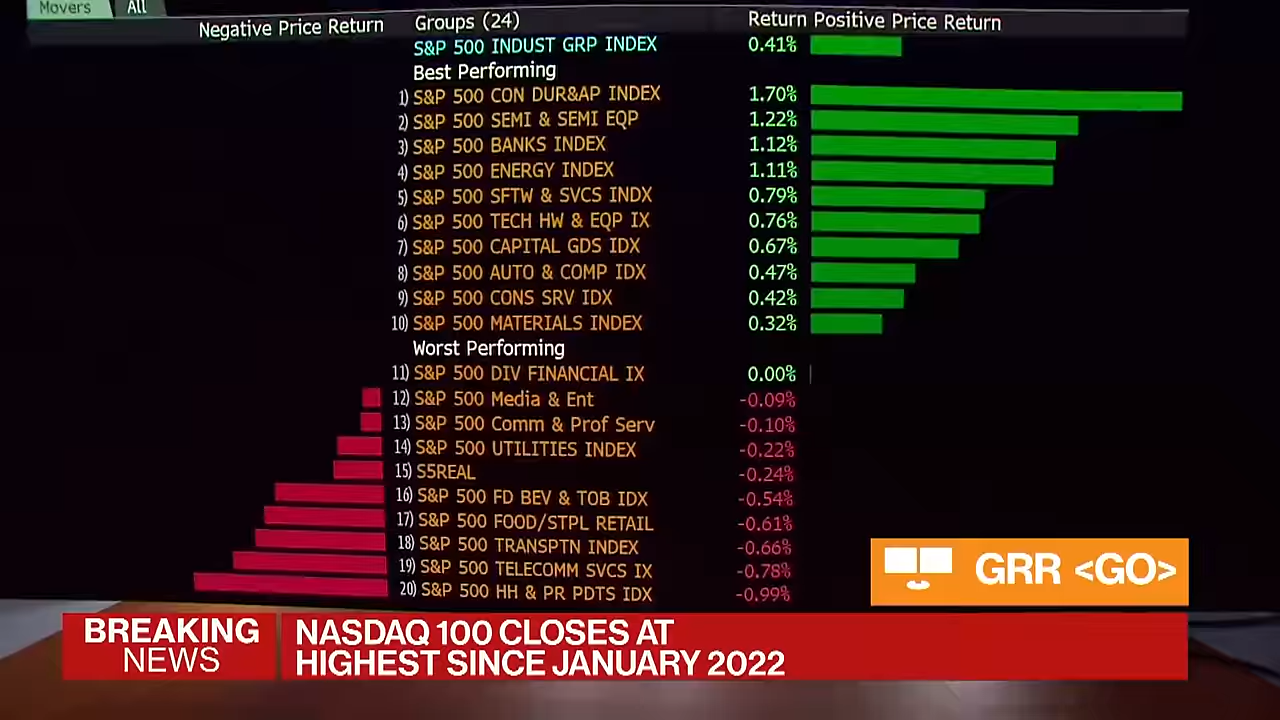 Movers All
Negative Price Return Groups (24) Return Positive Price Return
S&P 500 INDUST GRP INDEX 0.41%
Best Performing
1) S&P 500 CON DUR&AP INDEX 1.70%
2) S&P 500 SEMI & SEMI EQP 1.22%
3) S&P 500 BANKS INDEX 1.12%
4) S&P 500 ENERGY INDEX 1.11%
5) S&P 500 SFTW & SVCS INDX 0.79%
6) S&P 500 TECH HW & EQP IX 0.76%
7) S&P 500 CAPITAL GDS IDX 0.67%
8) S&P 500 AUTO & COMP IDX 0.47%
9) S&P 500 CONS SRV IDX 0.42%
10) S&P 500 MATERIALS INDEX 0.32%
Worst Performing
11) S&P 500 DIV FINANCIAL IX 0.00%
12) S&P 500 Media & Ent -0.09%
13) S&P 500 Comm & Prof Serv -0.10%
14) S&P 500 UTILITIES INDEX -0.22%
15) S5REAL -0.24%
16) S&P 500 FD BEV & TOB IDX -0.54%
17) S&P 500 FOOD/STPL RETAIL -0.61%
18) S&P 500 TRANSPTN INDEX -0.66%
19) S&P 500 TELECOMM SVCS IX -0.78%
20) S&P 500 HH & PR PDTS IDX -0.99%
GRR <GO>
BREAKING NEWS
NASDAQ 100 CLOSES AT
HIGHEST SINCE JANUARY 2022